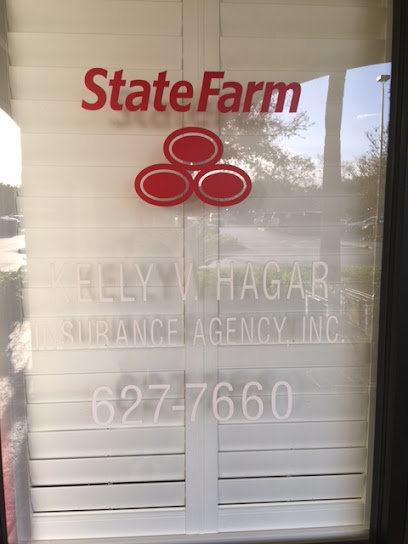 State Farm
KELLY V. HAGAR
INSURANCE AGENCY, INC.
627-7660